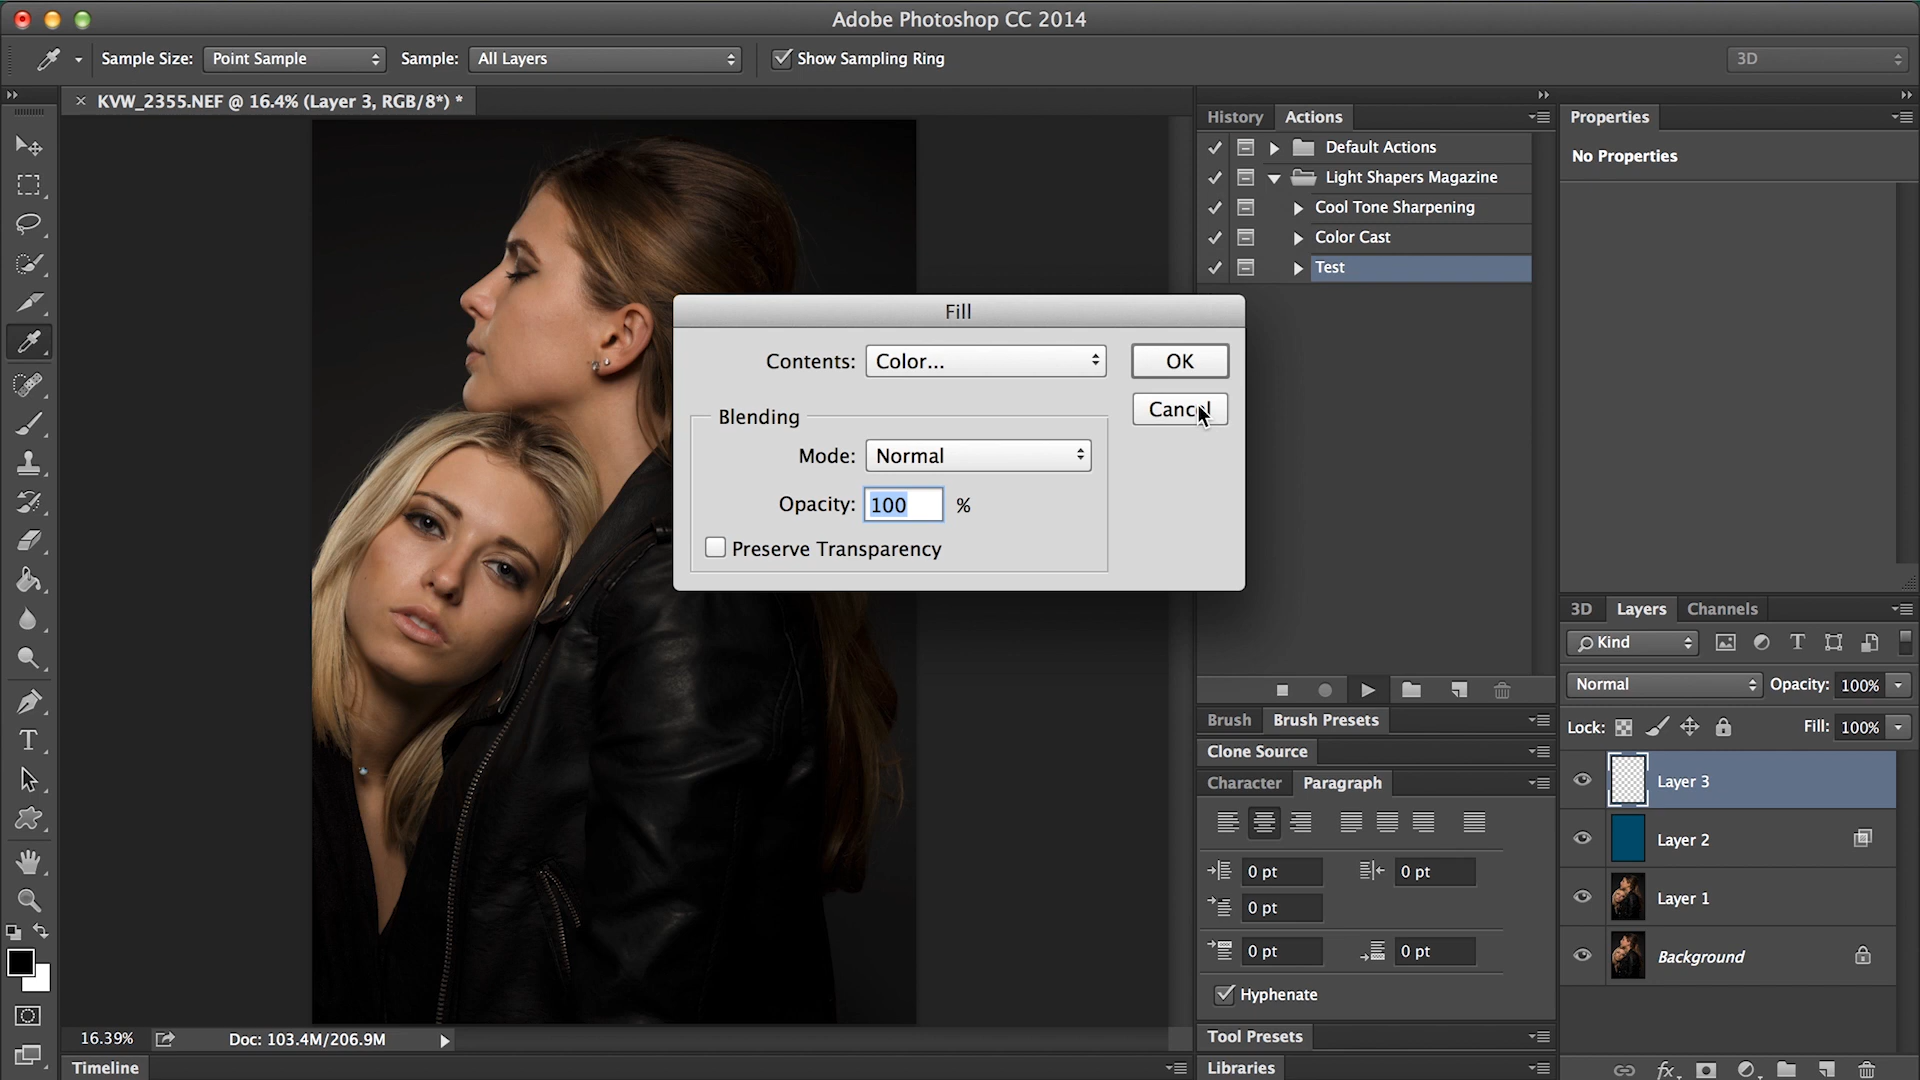 Adobe Photoshop CC 2014
Sample Size: Point Sample Sample: All Layers Show Sampling Ring 3D
KVW_2355.NEF @ 16.4% (Layer 3, RGB/8*) *
History Actions
Default Actions
Light Shapers Magazine
Cool Tone Sharpening
Color Cast
Test
Properties
No Properties
Fill
Contents: Color... OK
Cancel
Blending
Mode: Normal
Opacity: 100 %
Preserve Transparency
3D Layers Channels
Kind
Normal Opacity: 100%
Lock: Fill: 100%
Layer 3
Layer 2
Layer 1
Background
Brush Brush Presets
Clone Source
Character Paragraph
0 pt 0 pt
0 pt
0 pt 0 pt
Hyphenate
Tool Presets
Libraries
16.39% Doc: 103.4M/206.9M
Timeline